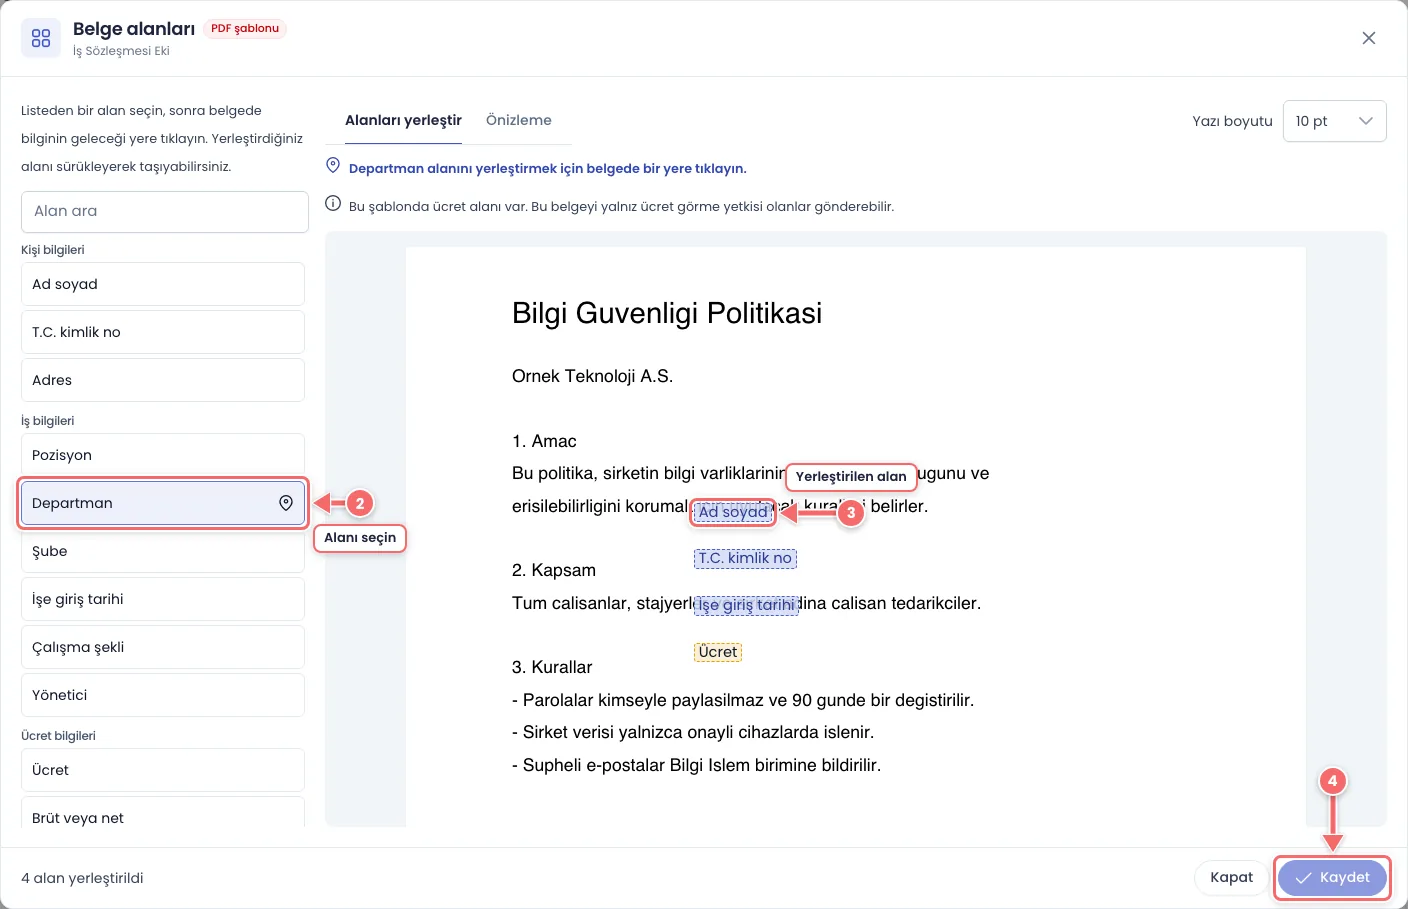 Belge alanları
PDF şablonu
İş Sözleşmesi Eki
Listeden bir alan seçin, sonra belgede
bilginin geleceği yere tıklayın. Yerleştirdiğiniz
alanı sürükleyerek taşıyabilirsiniz.
Alan ara
Kişi bilgileri
Ad soyad
T.C. kimlik no
Adres
İş bilgileri
Pozisyon
Departman
2
Alanı seçin
Şube
İşe giriş tarihi
Çalışma şekli
Yönetici
Ücret bilgileri
Ücret
Brüt veya net
Alanları yerleştir
Önizleme
Yazı boyutu
10 pt
Departman alanını yerleştirmek için belgede bir yere tıklayın.
Bu şablonda ücret alanı var. Bu belgeyi yalnız ücret görme yetkisi olanlar gönderebilir.
Bilgi Guvenligi Politikasi
Ornek Teknoloji A.S.
1. Amac
Bu politika, sirketin bilgi ve
Yerleştirilen alan
erisilebilirligini belirler.
Ad soyad
3
T.C. kimlik no
2. Kapsam
Tum calisanlar, calisan tedarikciler.
İşe giriş tarihi
Ücret
3. Kurallar
- Parolalar kimseyle paylasilmaz ve 90 gunde bir degistirilir.
- Sirket verisi yalnizca onayli cihazlarda islenir.
- Supheli e-postalar Bilgi Islem birimine bildirilir.
4
4 alan yerleştirildi
Kapat
Kaydet